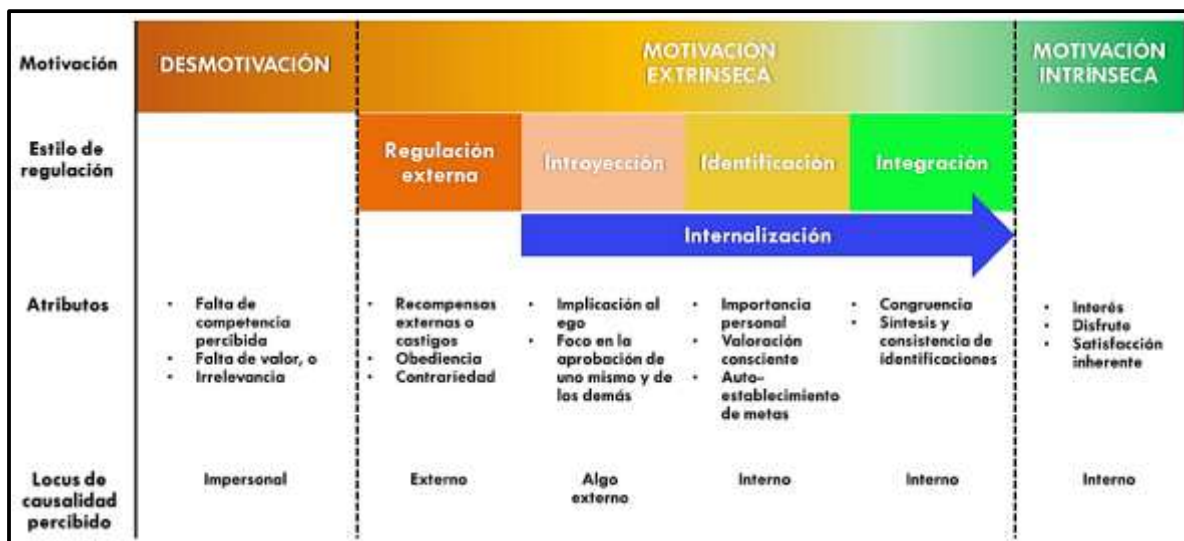 Motivación
DESMOTIVACIÓN
MOTIVACIÓN
EXTRÍNSECA
MOTIVACIÓN
INTRÍNSECA
Estilo de
regulación
Regulación
externa
Introyección
Identificación
Integración
Internalización
Atributos
• Falta de
competencia
percibida
• Falta de valor, o
• Irrelevancia
• Recompensas
externas o
castigos
• Obediencia
• Contrariedad
• Implicación al
ego
• Foco en la
aprobación de
uno mismo y de
los demás
• Importancia
personal
• Valoración
consciente
• Auto-
establecimiento
de metas
• Congruencia
• Síntesis y
consistencia de
identificaciones
• Interés
• Disfrute
• Satisfacción
inherente
Locus de
causalidad
percibido
Impersonal
Externo
Algo
externo
Interno
Interno
Interno